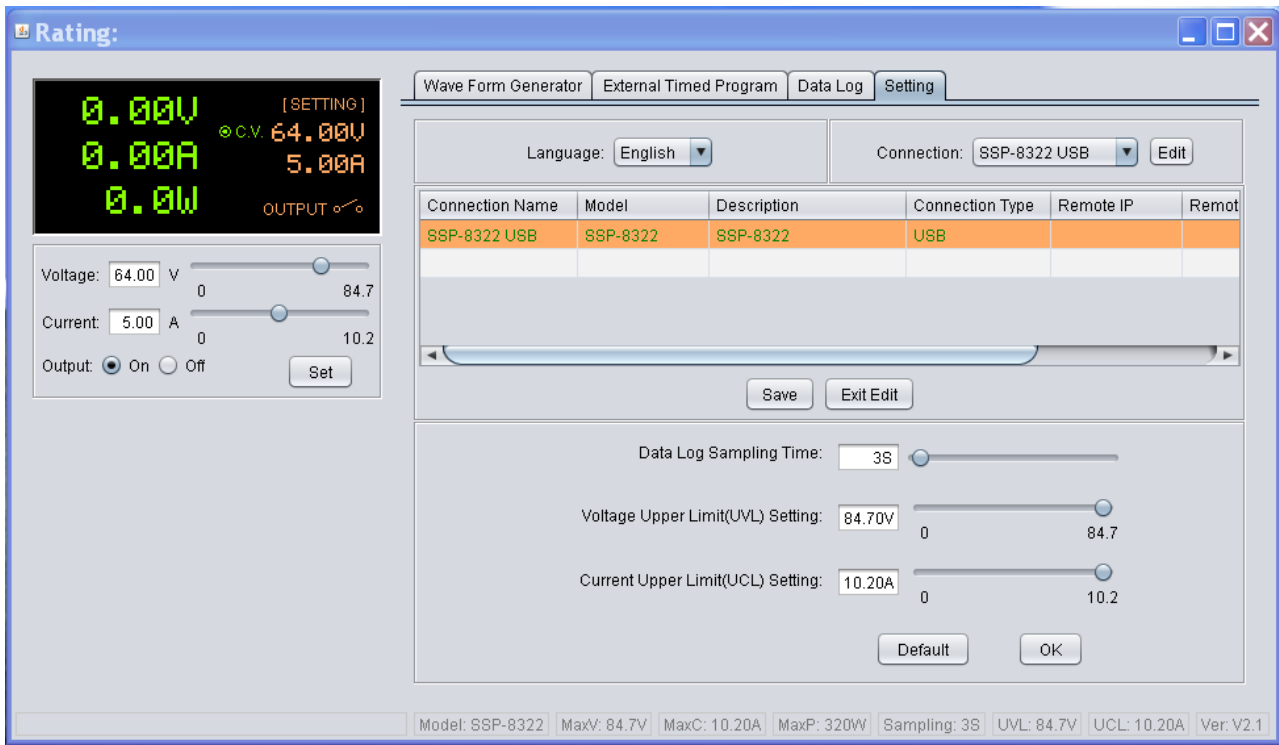 Rating:
0.00V
[SETTING]
C.V. 64.00V
0.00A
5.00A
0.0W
OUTPUT
Voltage: 64.00 V
0 84.7
Current: 5.00 A
0 10.2
Output: On Off
Set
Wave Form Generator External Timed Program Data Log Setting
Language: English Connection: SSP-8322 USB Edit
Connection Name Model Description Connection Type Remote IP Remot
SSP-8322 USB SSP-8322 SSP-8322 USB
Save Exit Edit
Data Log Sampling Time: 3S
Voltage Upper Limit(UVL) Setting: 84.70V
0 84.7
Current Upper Limit(UCL) Setting: 10.20A
0 10.2
Default OK
Model: SSP-8322 MaxV: 84.7V MaxC: 10.20A MaxP: 320W Sampling: 3S UVL: 84.7V UCL: 10.20A Ver: V2.1